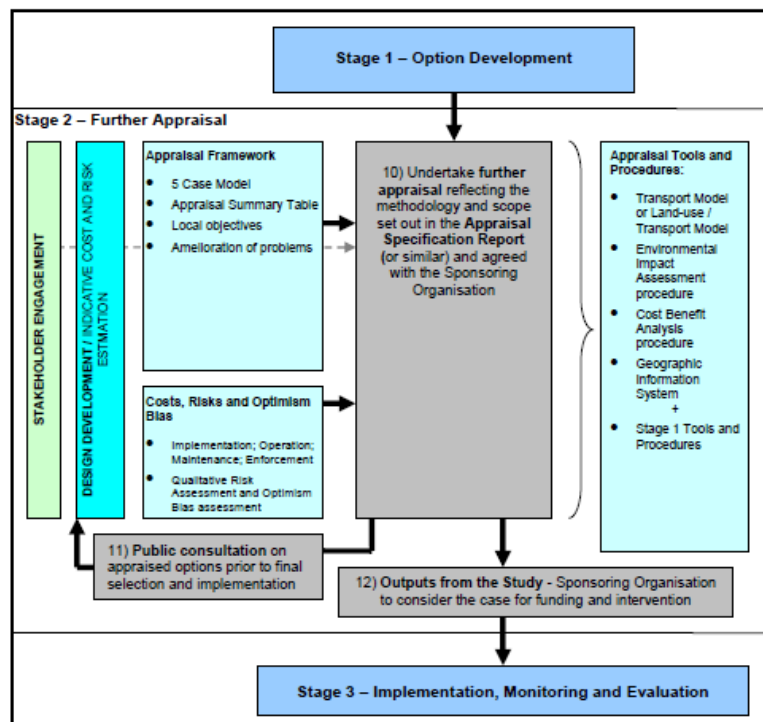 Stage 1 – Option Development
Stage 2 – Further Appraisal
STAKEHOLDER ENGAGEMENT
DESIGN DEVELOPMENT / INDICATIVE COST AND RISK
ESTMATION
Appraisal Framework
• 5 Case Model
• Appraisal Summary Table
• Local objectives
• Amelioration of problems
Costs, Risks and Optimism
Bias
• Implementation; Operation;
Maintenance; Enforcement
• Qualitative Risk
Assessment and Optimism
Bias assessment
10) Undertake further
appraisal reflecting the
methodology and scope
set out in the Appraisal
Specification Report
(or similar) and agreed
with the Sponsoring
Organisation
Appraisal Tools and
Procedures:
• Transport Model
or Land-use /
Transport Model
• Environmental
Impact
Assessment
procedure
• Cost Benefit
Analysis
procedure
• Geographic
Information
System
+
• Stage 1 Tools and
Procedures
11) Public consultation on
appraised options prior to final
selection and implementation
12) Outputs from the Study - Sponsoring Organisation
to consider the case for funding and intervention
Stage 3 – Implementation, Monitoring and Evaluation